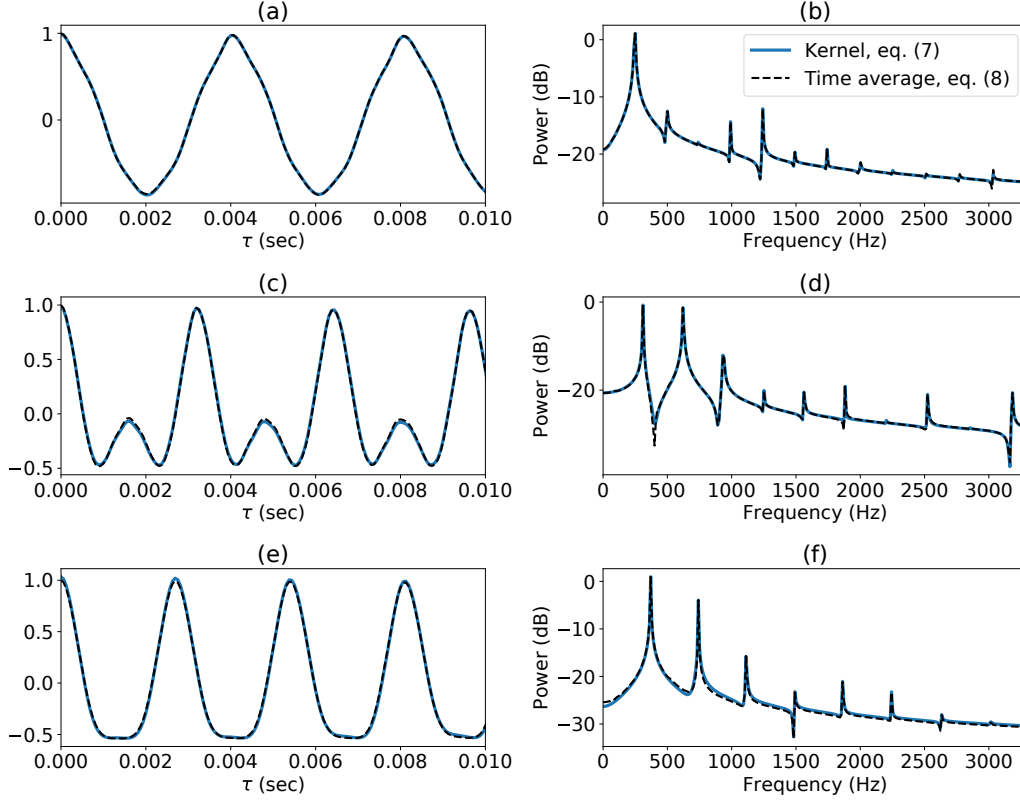 (a)
1
0
0.000 0.002 0.004 0.006 0.008 0.010
τ (sec)
(b)
0
−10
−20
Power (dB)
Kernel, eq. (7)
Time average, eq. (8)
0 500 1000 1500 2000 2500 3000
Frequency (Hz)
(c)
1.0
0.5
0.0
−0.5
0.000 0.002 0.004 0.006 0.008 0.010
τ (sec)
(d)
0
−20
Power (dB)
0 500 1000 1500 2000 2500 3000
Frequency (Hz)
(e)
1.0
0.5
0.0
−0.5
0.000 0.002 0.004 0.006 0.008 0.010
τ (sec)
(f)
0
−10
−20
−30
Power (dB)
0 500 1000 1500 2000 2500 3000
Frequency (Hz)